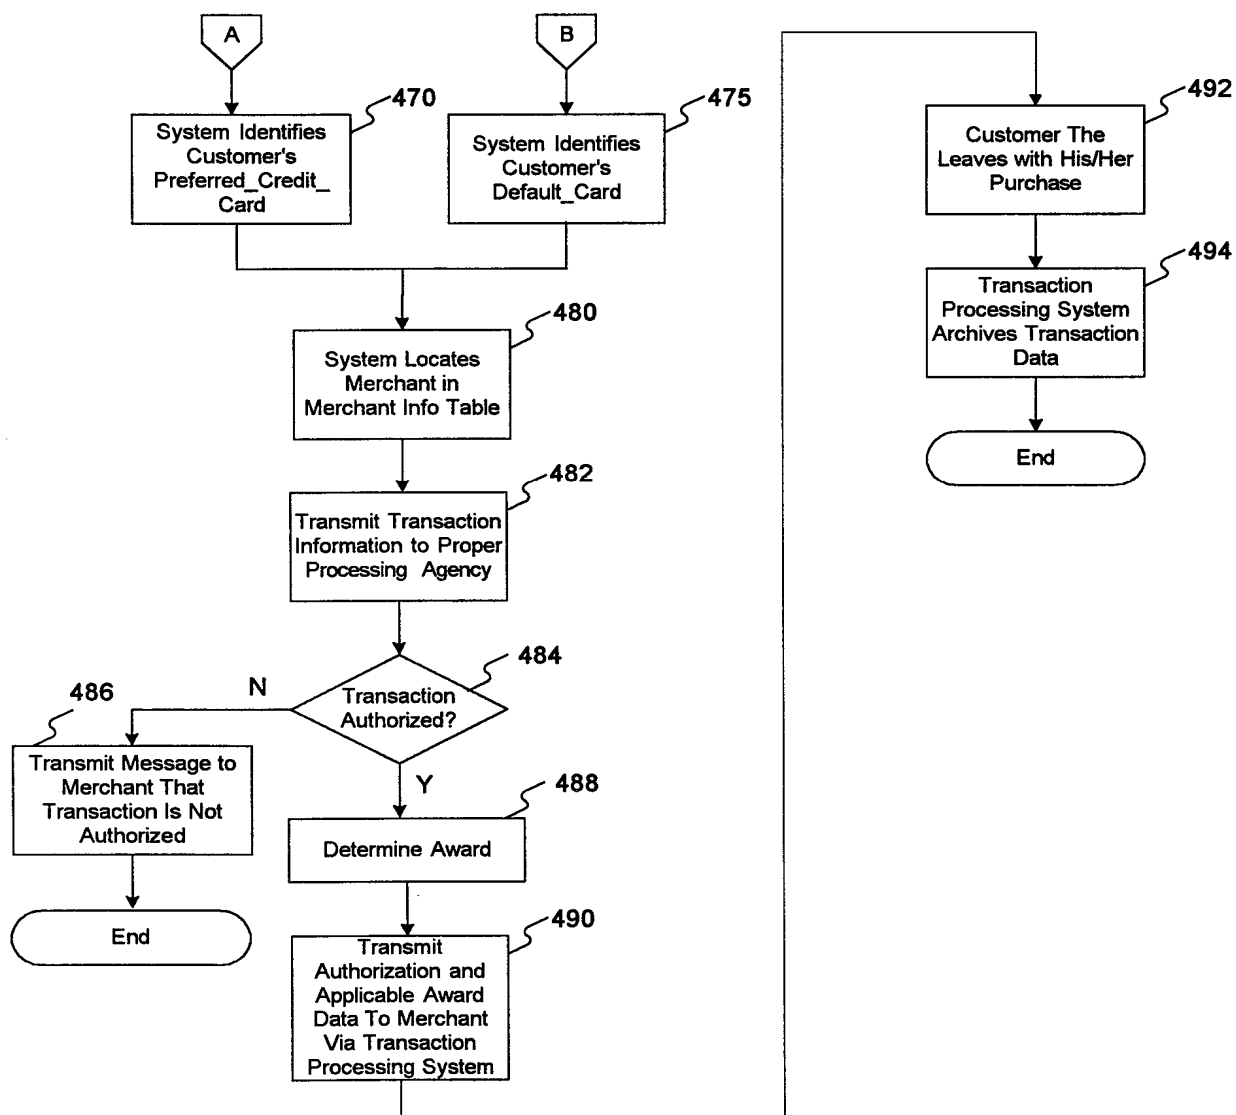 A
B
470
System Identifies
Customer's
Preferred_Credit_
Card
475
System Identifies
Customer's
Default_Card
480
System Locates
Merchant in
Merchant Info Table
482
Transmit Transaction
Information to Proper
Processing Agency
484
Transaction
Authorized?
N
486
Transmit Message to
Merchant That
Transaction Is Not
Authorized
End
Y
488
Determine Award
490
Transmit
Authorization and
Applicable Award
Data To Merchant
Via Transaction
Processing System
492
Customer The
Leaves with His/Her
Purchase
494
Transaction
Processing System
Archives Transaction
Data
End